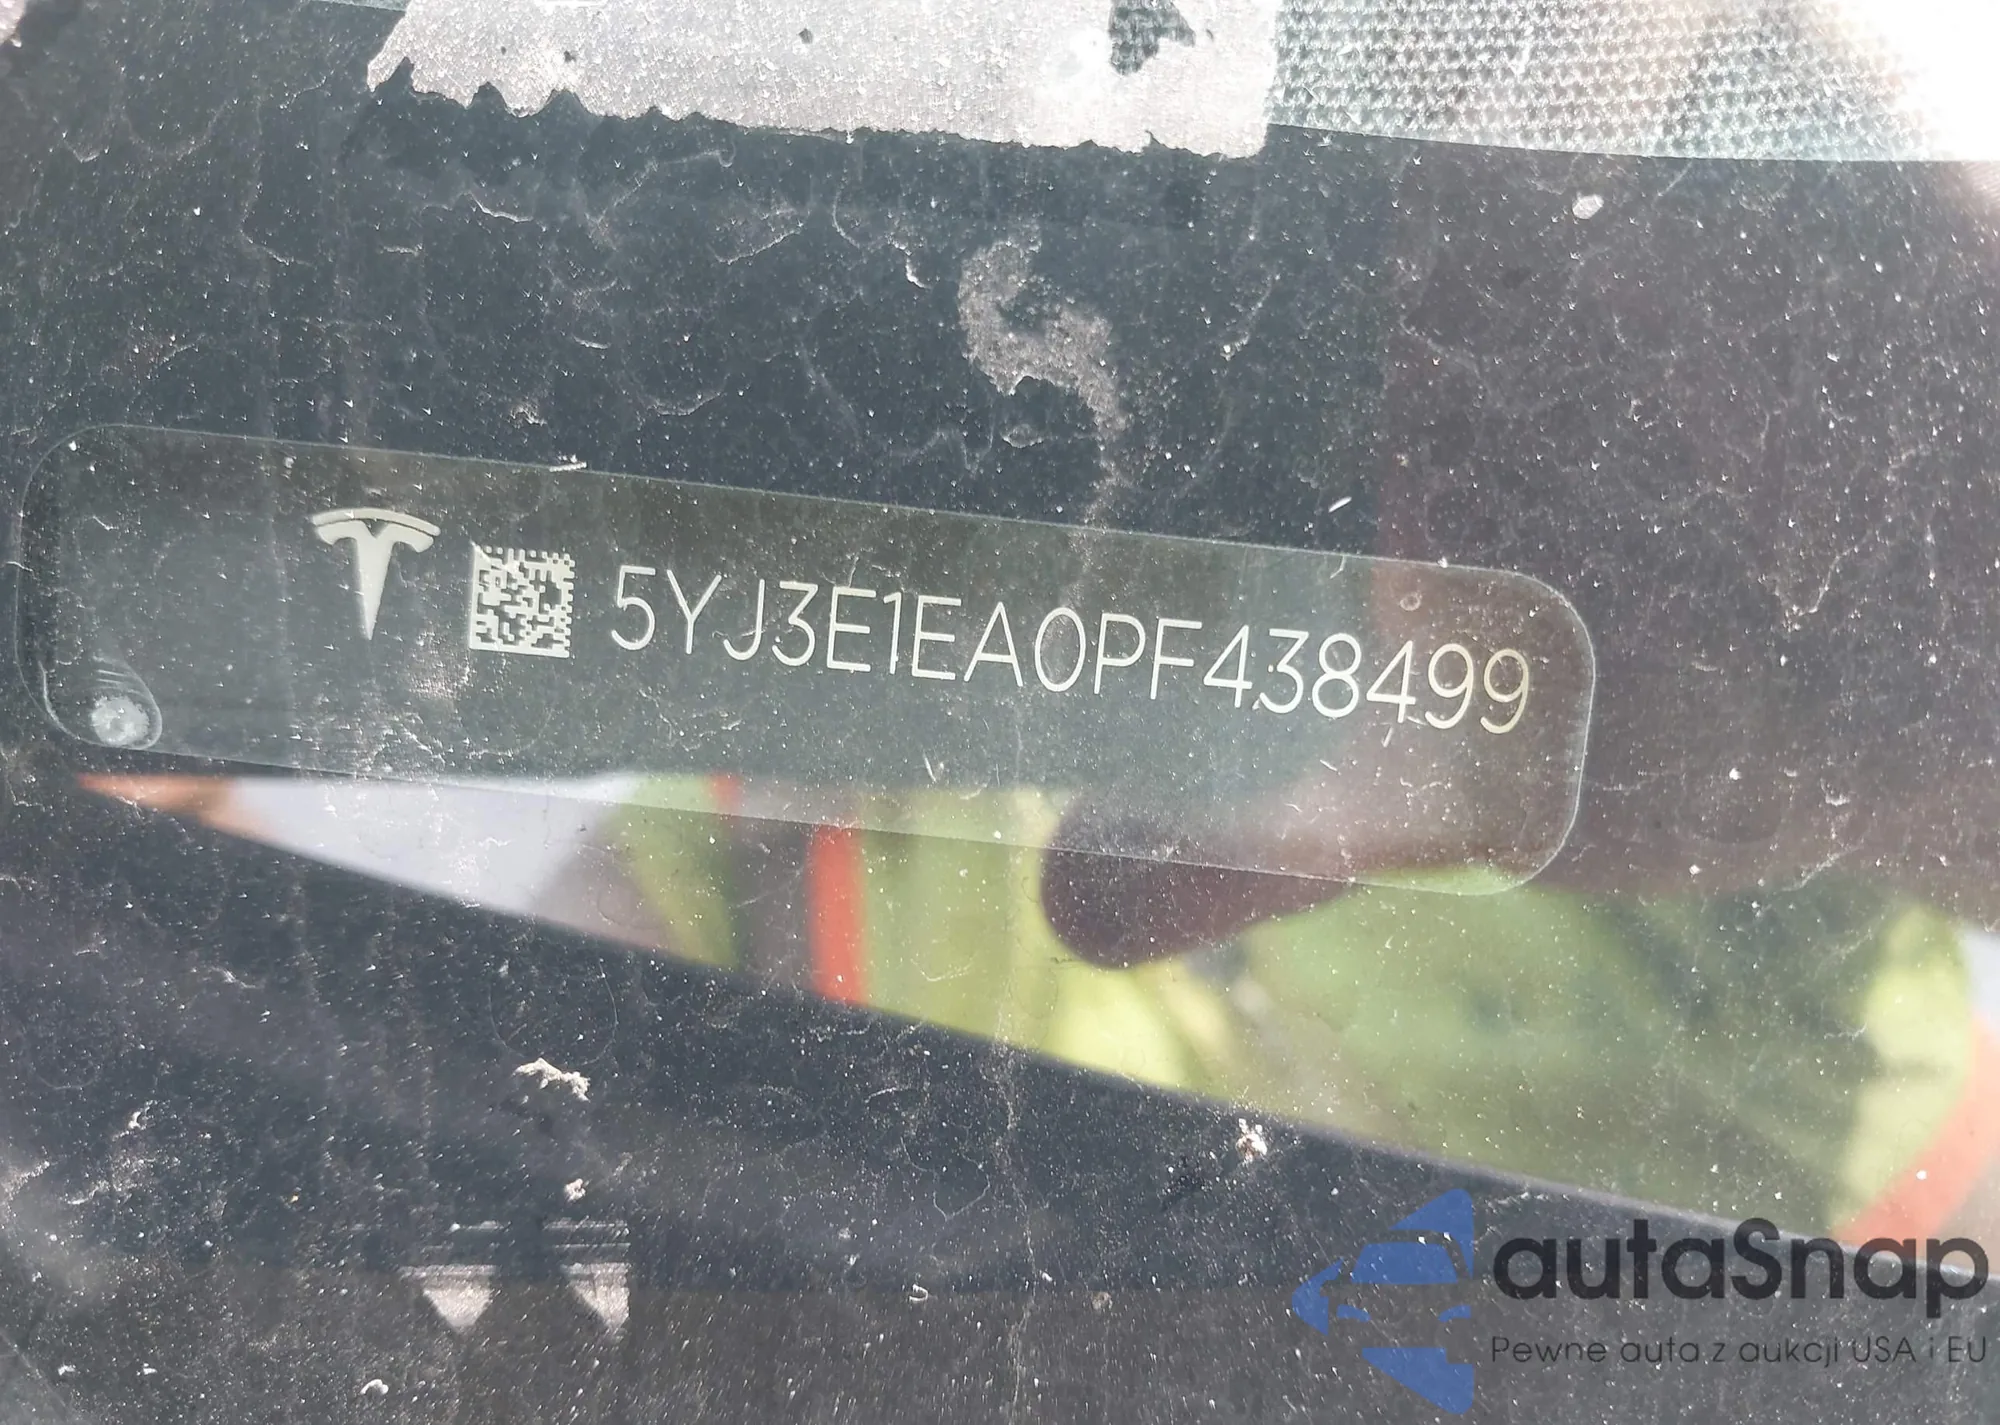 5YJ3E1EA0PF438499
autaSnap
Pewne auta z aukcji USA i EU